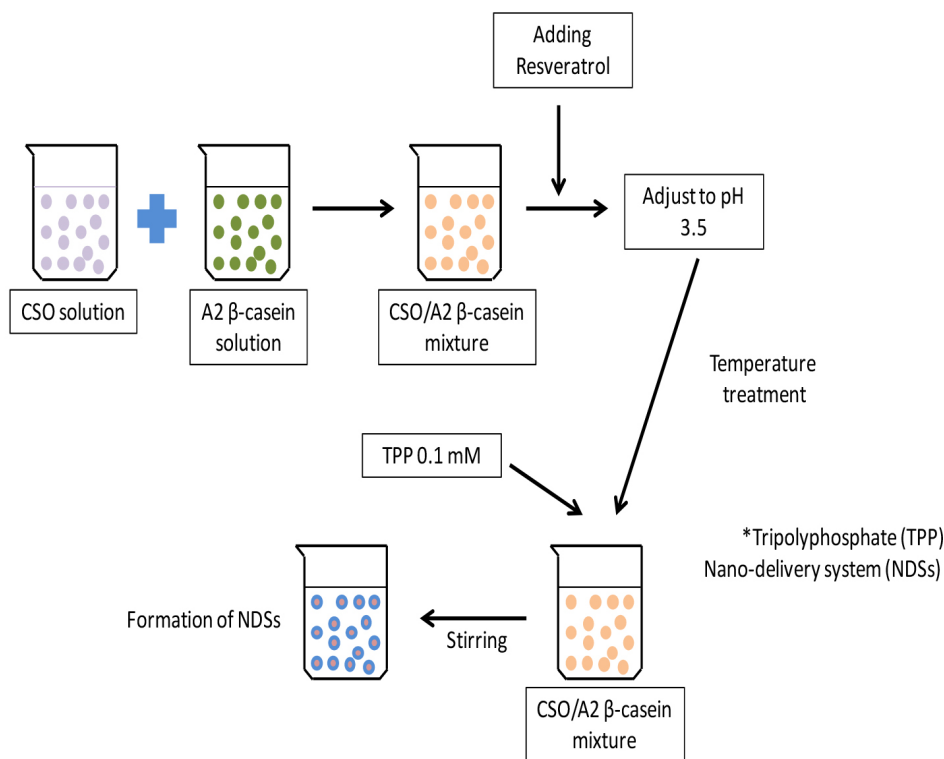 Adding
Resveratrol
Adjust to pH
3.5
CSO solution
A2 β-casein
solution
CSO/A2 β-casein
mixture
Temperature
treatment
TPP 0.1 mM
*Tripolyphosphate (TPP)
Nano-delivery system (NDSs)
Formation of NDSs
Stirring
CSO/A2 β-casein
mixture